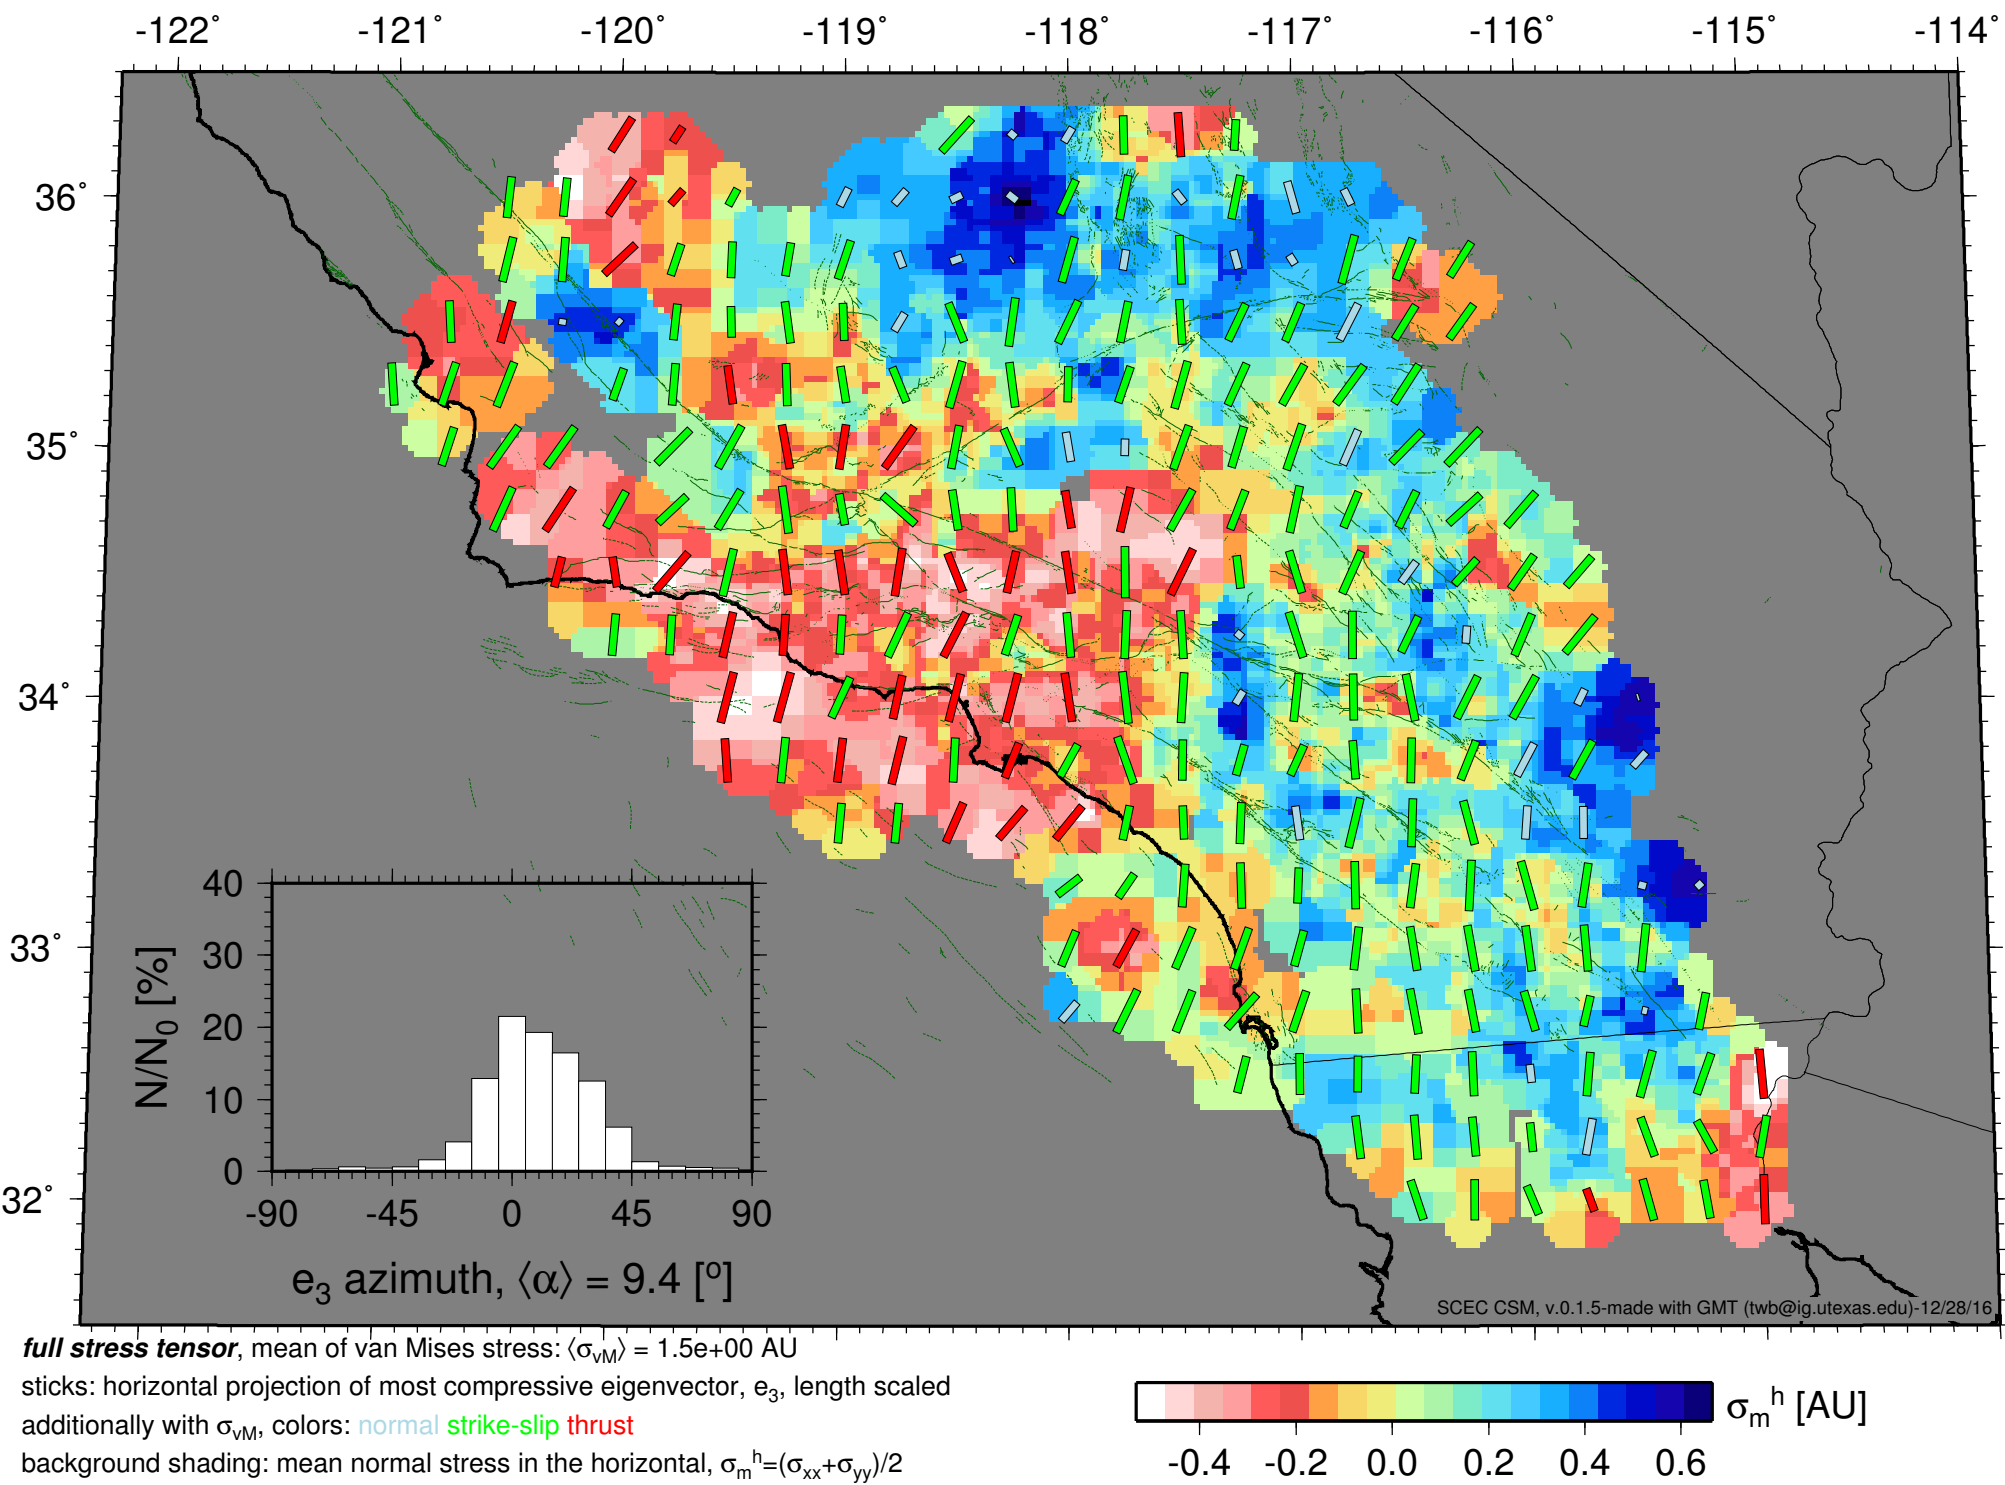 -122˚ -121˚ -120˚ -119˚ -118˚ -117˚ -116˚ -115˚ -114˚
36˚
35˚
34˚
33˚
32˚
40
30
20
10
0
N/N0 [%]
-90 -45 0 45 90
e3 azimuth, ⟨α⟩ = 9.4 [º]
SCEC CSM, v.0.1.5-made with GMT (twb@ig.utexas.edu)-12/28/16
full stress tensor, mean of van Mises stress: ⟨σvM⟩ = 1.5e+00 AU
sticks: horizontal projection of most compressive eigenvector, e3, length scaled
additionally with σvM, colors: normal strike-slip thrust
background shading: mean normal stress in the horizontal, σmh=(σxx+σyy)/2
σmh [AU]
-0.4 -0.2 0.0 0.2 0.4 0.6